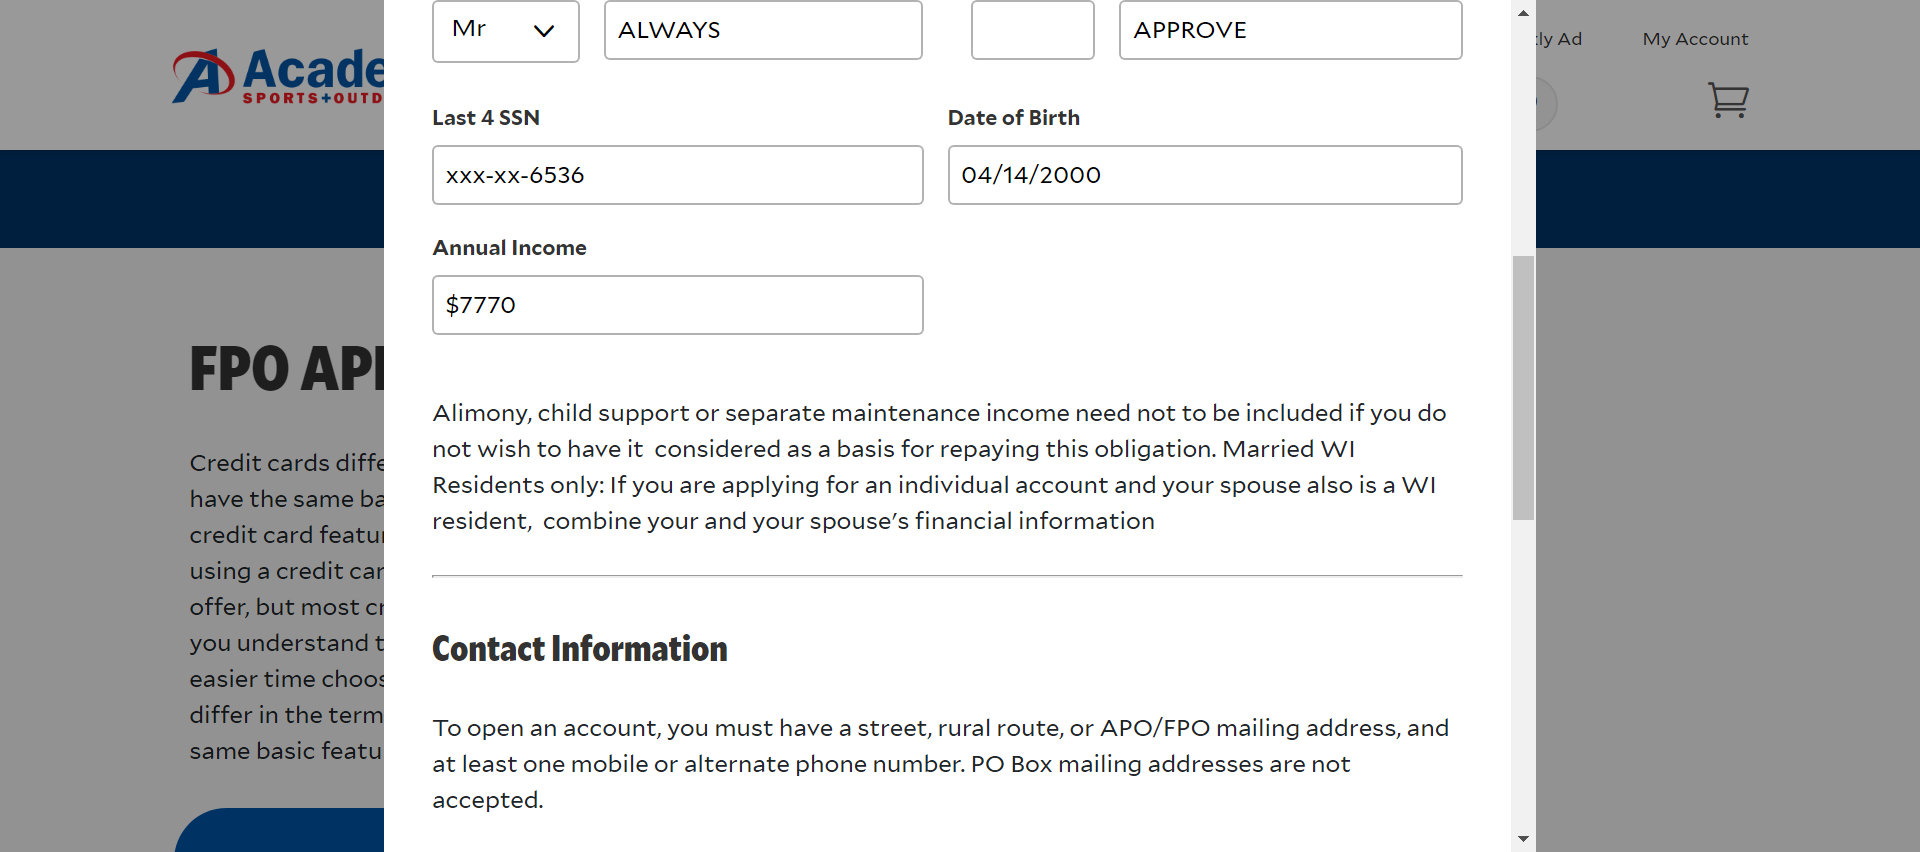 Mr ALWAYS APPROVE
ly Ad My Account
Acade
SPORTS+OUTD
Last 4 SSN Date of Birth
xxx-xx-6536 04/14/2000
Annual Income
$7770
Alimony, child support or separate maintenance income need not to be included if you do
not wish to have it considered as a basis for repaying this obligation. Married WI
Residents only: If you are applying for an individual account and your spouse also is a WI
resident, combine your and your spouse's financial information
Contact Information
To open an account, you must have a street, rural route, or APO/FPO mailing address, and
at least one mobile or alternate phone number. PO Box mailing addresses are not
accepted.
FPO AP
Credit cards diffe
have the same ba
credit card featu
using a credit car
offer, but most cr
you understand t
easier time choos
differ in the term
same basic featu